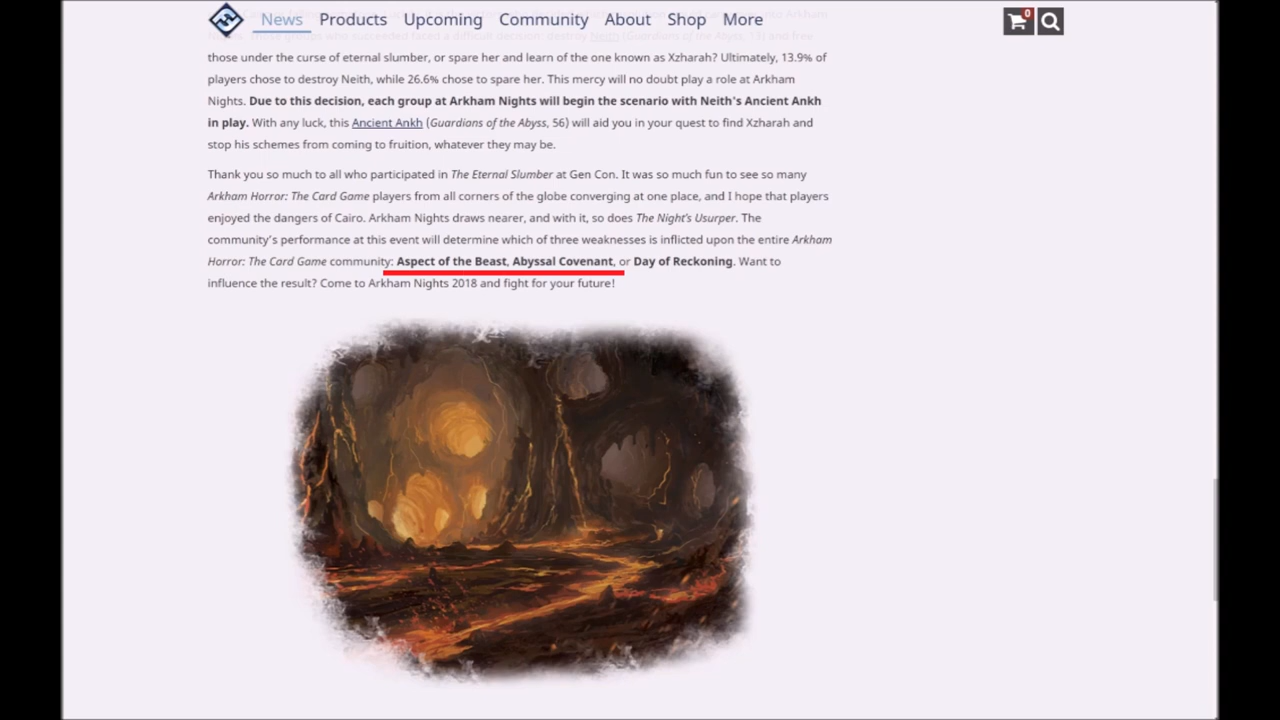 News Products Upcoming Community About Shop More
0
those under the curse of eternal slumber, or spare her and learn of the one known as Xzharah? Ultimately, 13.9% of
players chose to destroy Neith, while 26.6% chose to spare her. This mercy will no doubt play a role at Arkham
Nights. Due to this decision, each group at Arkham Nights will begin the scenario with Neith's Ancient Ankh
in play. With any luck, this Ancient Ankh (Guardians of the Abyss, 56) will aid you in your quest to find Xzharah and
stop his schemes from coming to fruition, whatever they may be.
Thank you so much to all who participated in The Eternal Slumber at Gen Con. It was so much fun to see so many
Arkham Horror: The Card Game players from all corners of the globe converging at one place, and I hope that players
enjoyed the dangers of Cairo. Arkham Nights draws nearer, and with it, so does The Night's Usurper. The
community's performance at this event will determine which of three weaknesses is inflicted upon the entire Arkham
Horror: The Card Game community: Aspect of the Beast, Abyssal Covenant, or Day of Reckoning. Want to
influence the result? Come to Arkham Nights 2018 and fight for your future!